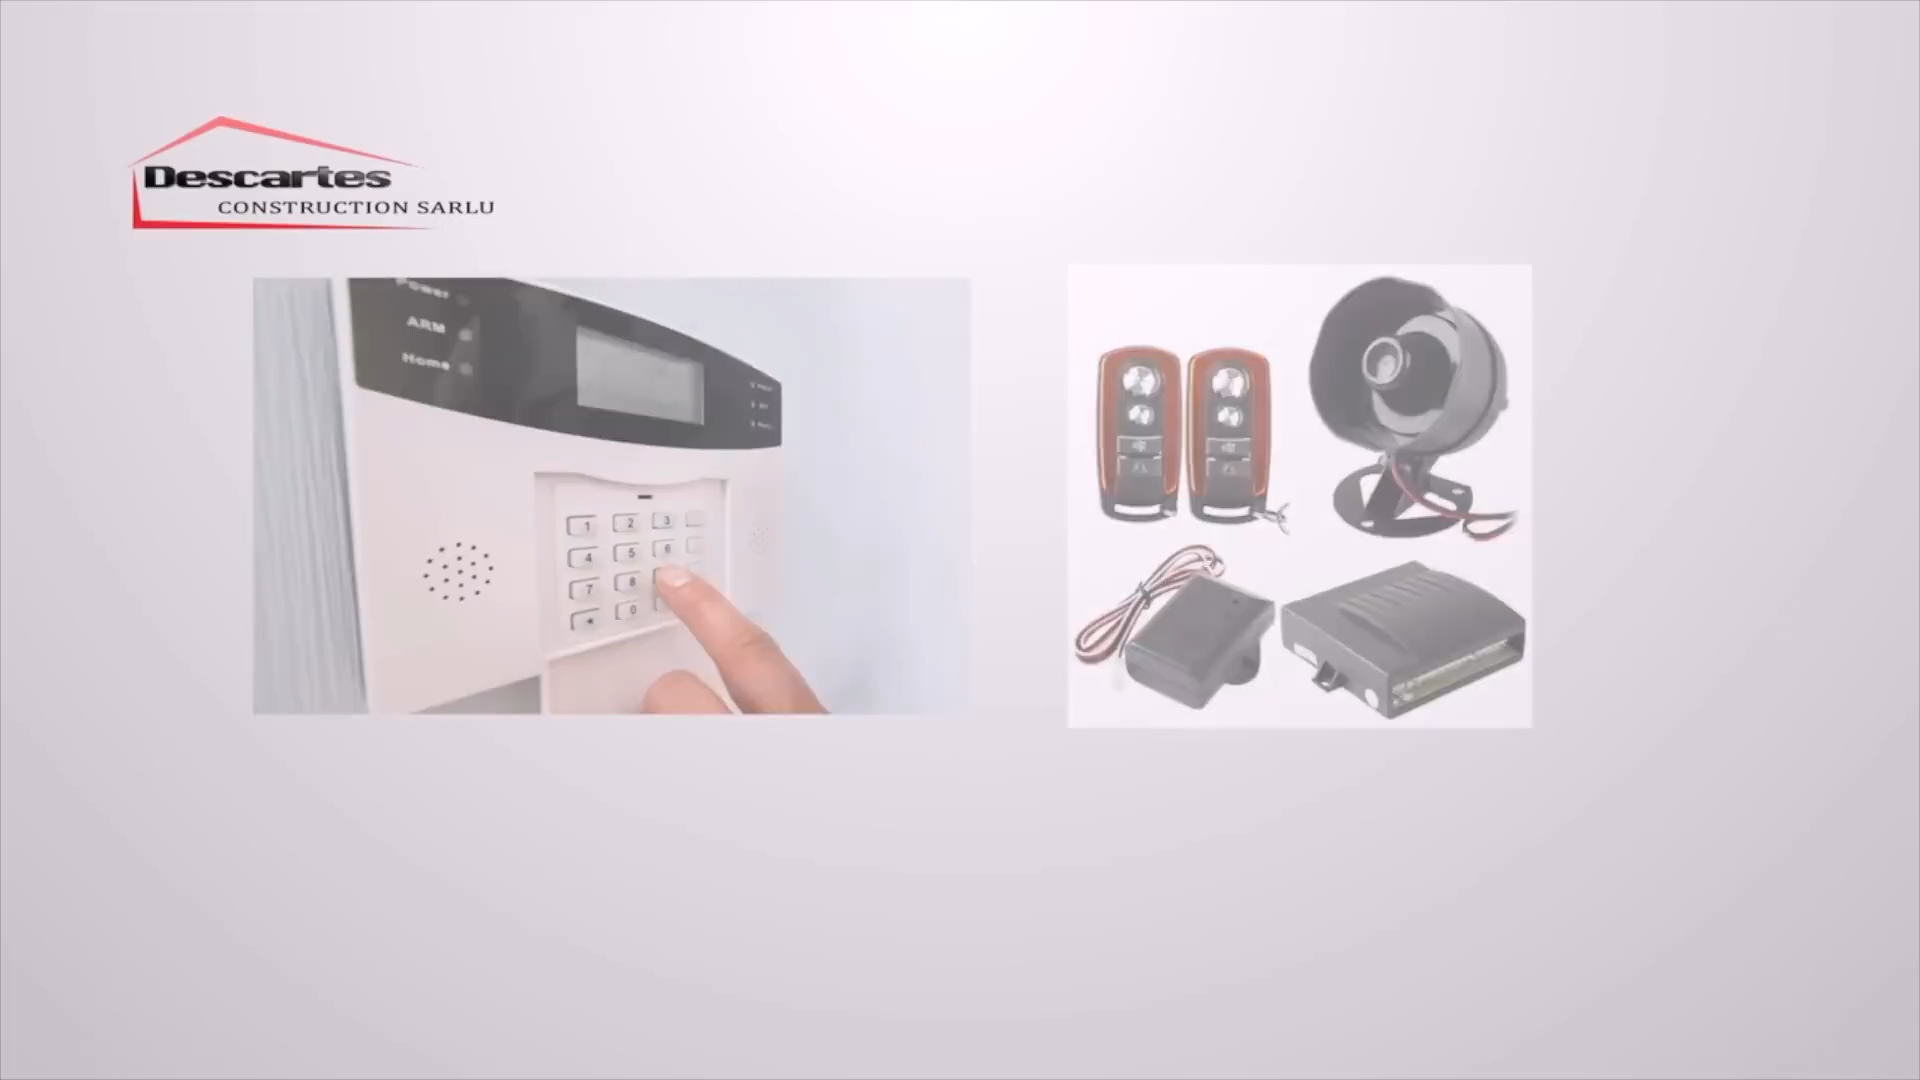 Descartes
CONSTRUCTION SARLU
Power
ARM
Home
1 2 3
4 5 6
7 8
* 0